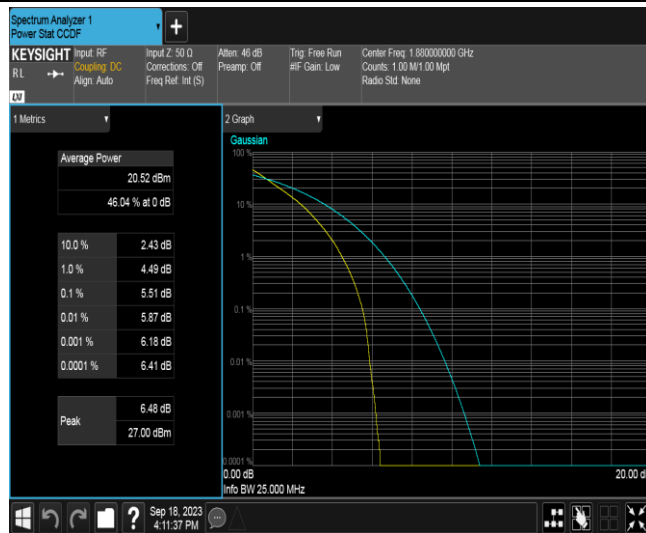 Spectrum Analyzer 1
Power Stat CCDF
+
KEYSIGHT
RL
Input: RF
Coupling: DC
Align: Auto
Input Z: 50 Ω
Corrections: Off
Freq Ref: Int (S)
Atten: 46 dB
Preamp: Off
Trig: Free Run
#IF Gain: Low
Center Freq: 1.880000000 GHz
Counts: 1.00 M/1.00 Mpt
Radio Std: None
1 Metrics
Average Power
20.52 dBm
46.04 % at 0 dB
10.0 % 2.43 dB
1.0 % 4.49 dB
0.1 % 5.51 dB
0.01 % 5.87 dB
0.001 % 6.18 dB
0.0001 % 6.41 dB
Peak
6.48 dB
27.00 dBm
2 Graph
Gaussian
100 %
10 %
1 %
0.1 %
0.01 %
0.001 %
0.0001 %
0.00 dB 20.00 d
Info BW 25.000 MHz
?
Sep 18, 2023
4:11:37 PM